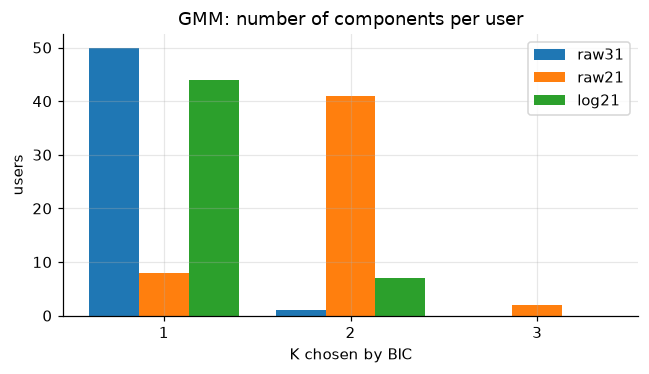 GMM: number of components per user
raw31
raw21
log21
50
40
30
20
10
0
users
1 2 3
K chosen by BIC